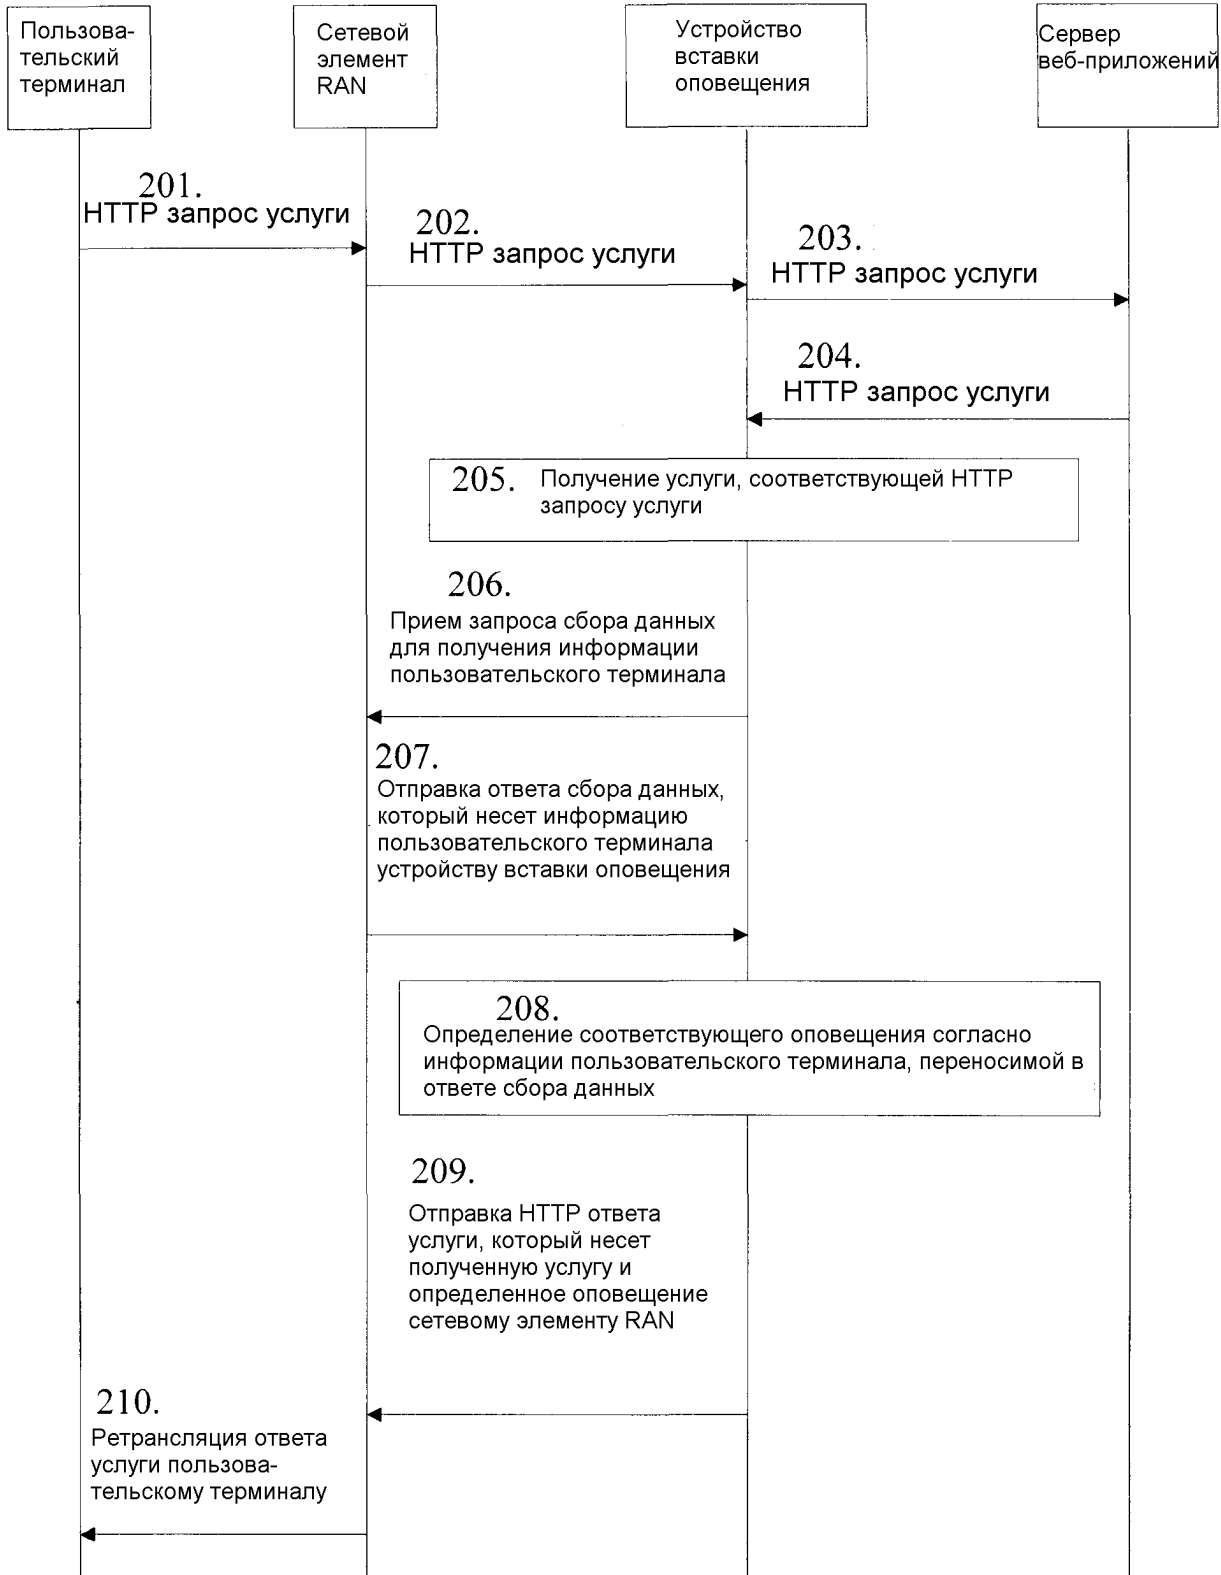 Пользова-
тельский
терминал
Сетевой
элемент
RAN
Устройство
вставки
оповещения
Сервер
веб-приложений
201.
HTTP запрос услуги
202.
HTTP запрос услуги
203.
HTTP запрос услуги
204.
HTTP запрос услуги
205. Получение услуги, соответствующей HTTP
запросу услуги
206.
Прием запроса сбора данных
для получения информации
пользовательского терминала
207.
Отправка ответа сбора данных,
который несет информацию
пользовательского терминала
устройству вставки оповещения
208.
Определение соответствующего оповещения согласно
информации пользовательского терминала, переносимой в
ответе сбора данных
209.
Отправка HTTP ответа
услуги, который несет
полученную услугу и
определенное оповещение
сетевому элементу RAN
210.
Ретрансляция ответа
услуги пользова-
тельскому терминалу